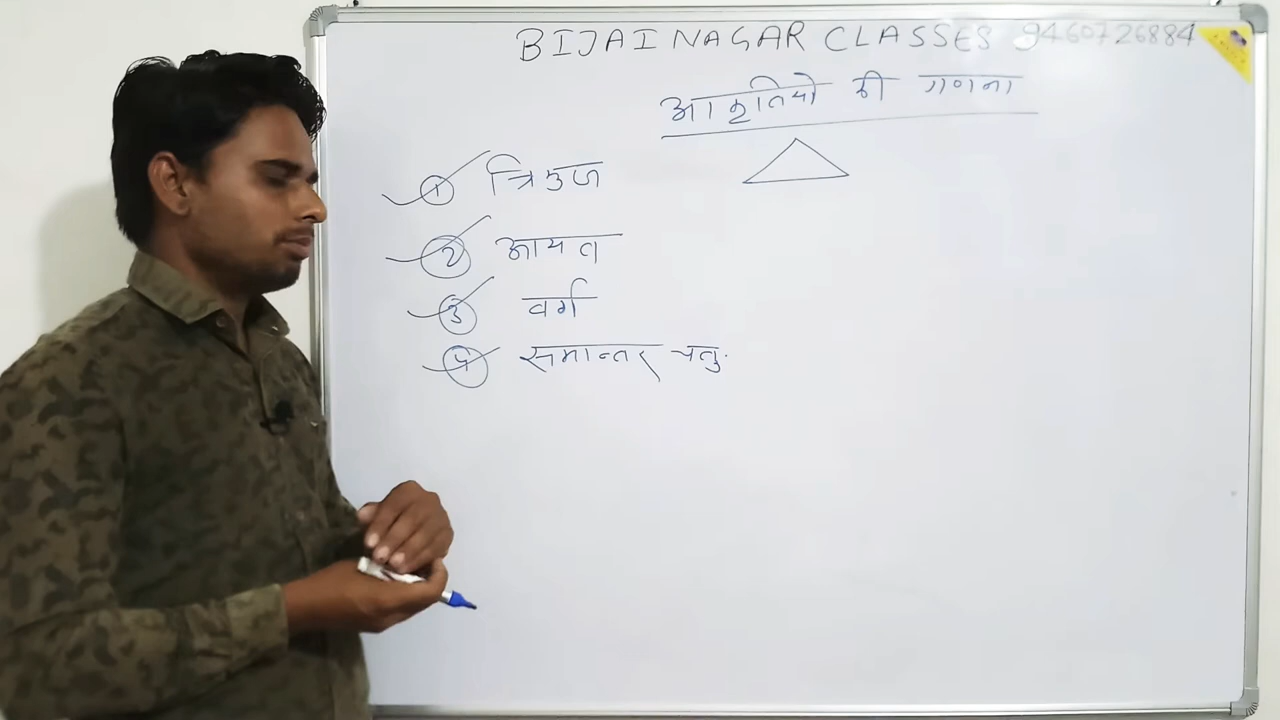 BIJAINAGAR CLASSES 9460726884
आकृतियो की गणना
1 त्रिभुज
2 आयत
3 वर्ग
4 समान्तर चतु.